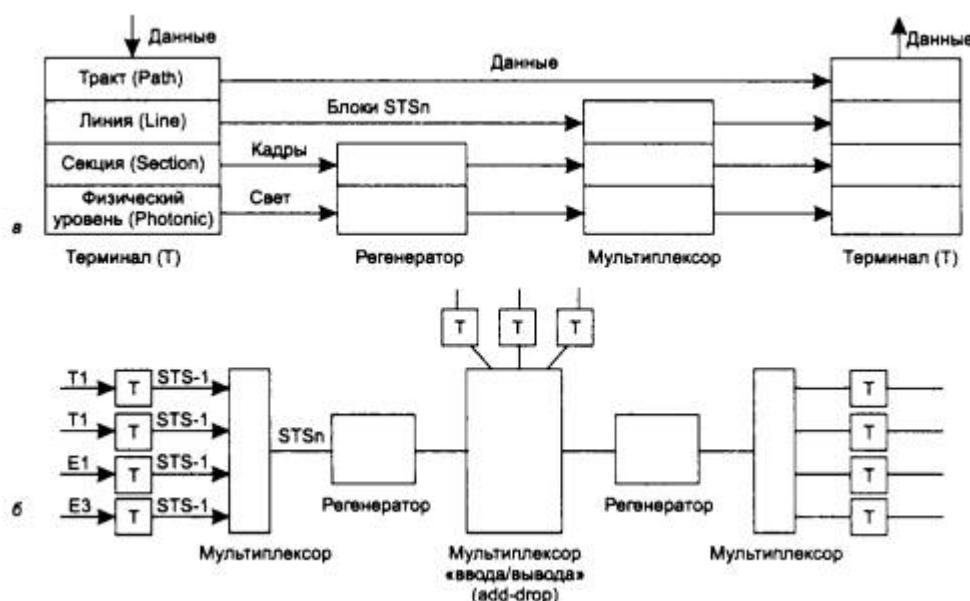 Данные
Данные
Данные
Тракт (Path)
Блоки STSn
Линия (Line)
Кадры
Секция (Section)
Свет
Физический
уровень (Photonic)
в
Терминал (Т)
Регенератор
Мультиплексор
Терминал (Т)
Т
Т
Т
T1
Т
STS-1
T1
Т
STS-1
STSn
E1
Т
STS-1
E3
Т
STS-1
Т
Т
Т
Т
б
Регенератор
Регенератор
Мультиплексор
Мультиплексор
«ввода/вывода»
(add-drop)
Мультиплексор